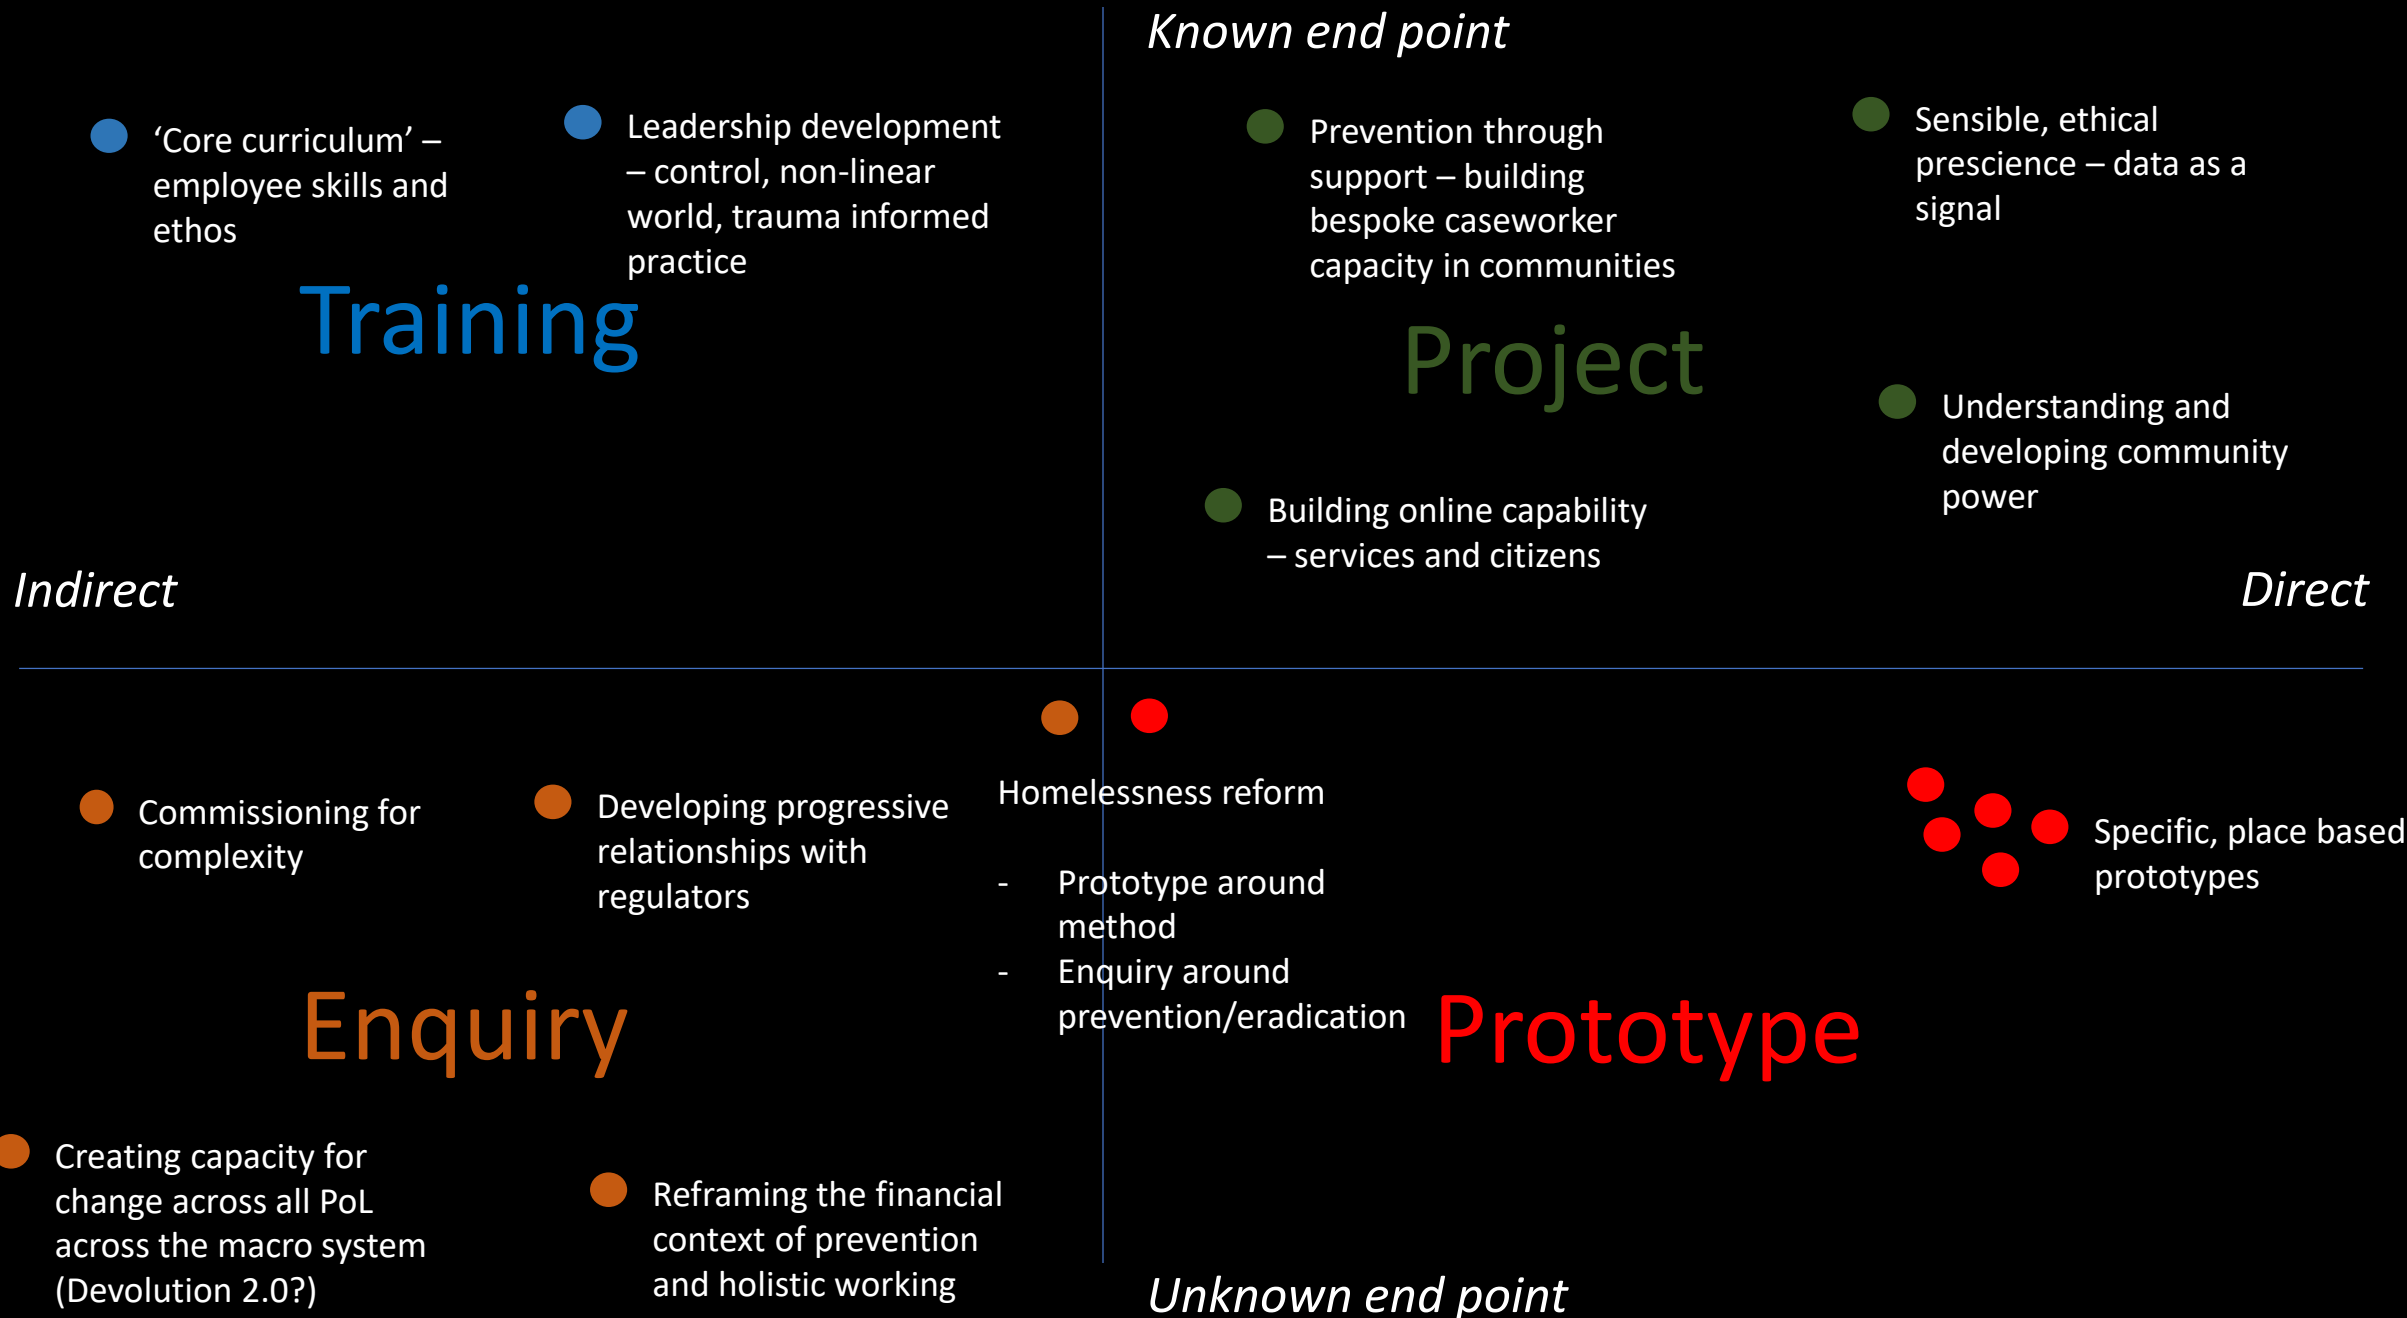 Known end point
‘Core curriculum’ –
employee skills and
ethos
Leadership development
– control, non-linear
world, trauma informed
practice
Training
Prevention through
support – building
bespoke caseworker
capacity in communities
Sensible, ethical
prescience – data as a
signal
Project
Understanding and
developing community
power
Building online capability
– services and citizens
Indirect
Direct
Commissioning for
complexity
Developing progressive
relationships with
regulators
Homelessness reform
- Prototype around
method
- Enquiry around
prevention/eradication
Specific, place based
prototypes
Enquiry
Prototype
Creating capacity for
change across all PoL
across the macro system
(Devolution 2.0?)
Reframing the financial
context of prevention
and holistic working
Unknown end point